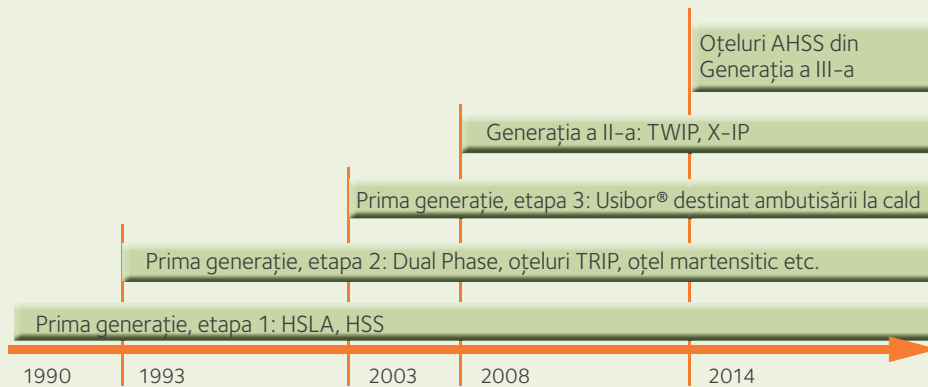 Oțeluri AHSS din
Generația a III-a
Generația a II-a: TWIP, X-IP
Prima generație, etapa 3: Usibor® destinat ambutisării la cald
Prima generație, etapa 2: Dual Phase, oțeluri TRIP, oțel martensitic etc.
Prima generație, etapa 1: HSLA, HSS
1990 1993 2003 2008 2014